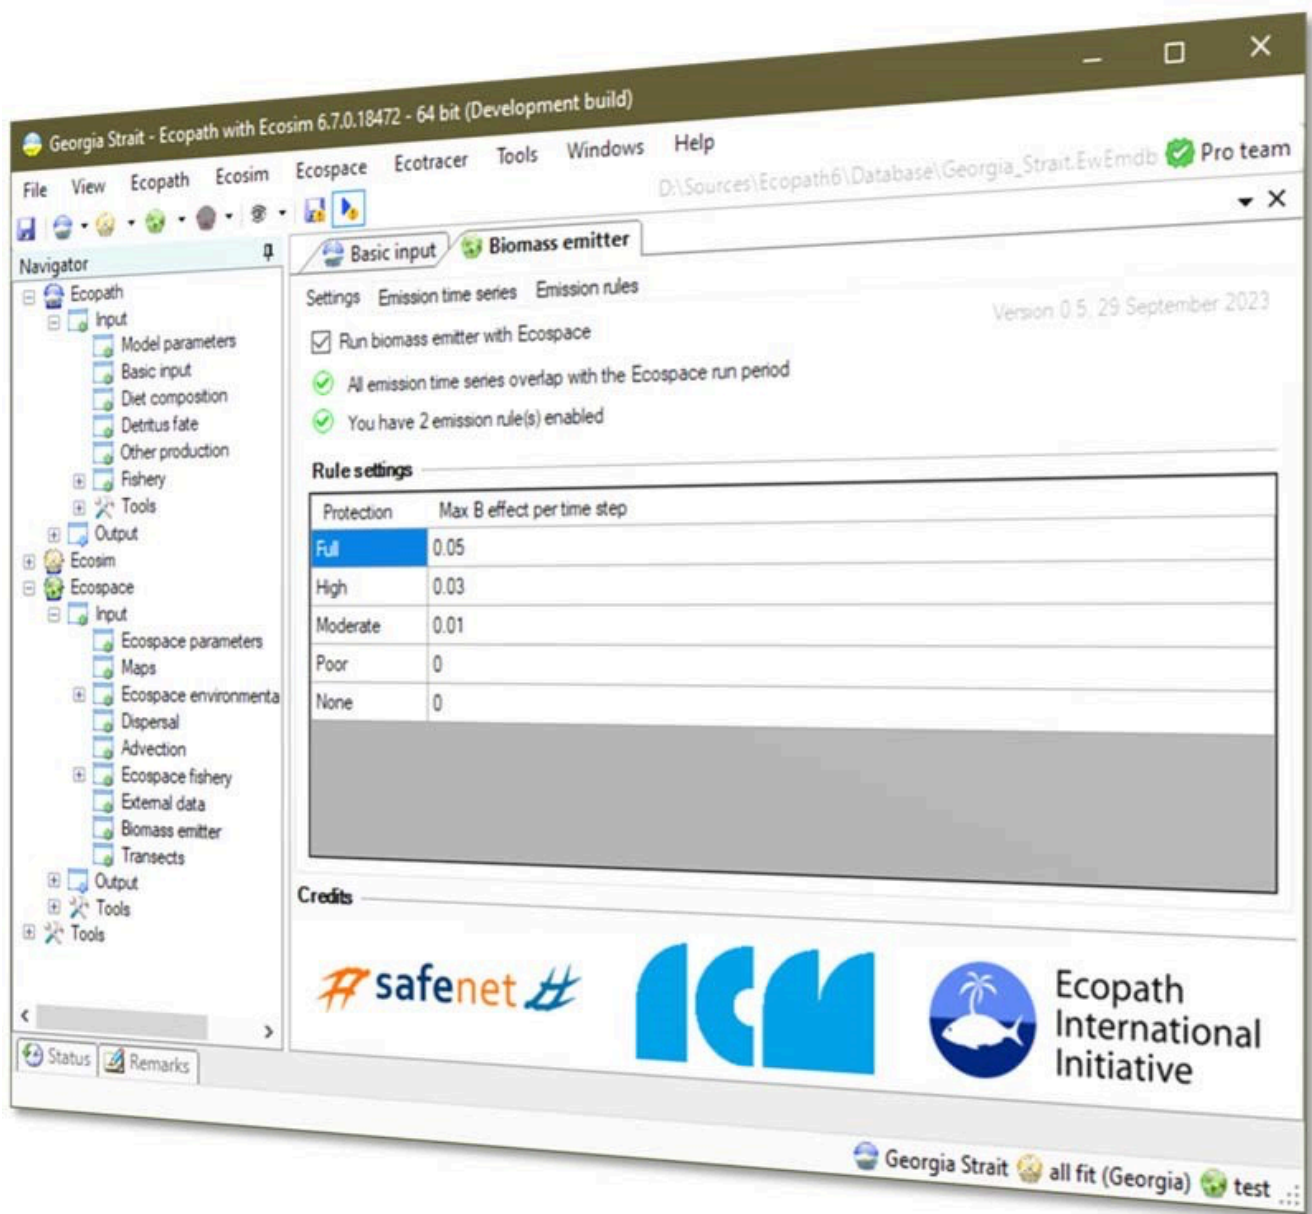 Georgia Strait - Ecopath with Ecosim 6.7.0.18472 - 64 bit (Development build)
File View Ecopath Ecosim Ecospace Ecotracer Tools Windows Help
D:\Sources\Ecopath6\Database\Georgia_Strait.EwEmdb Pro team
Navigator
Ecopath
Input
Model parameters
Basic input
Diet composition
Detritus fate
Other production
Fishery
Tools
Output
Ecosim
Ecospace
Input
Ecospace parameters
Maps
Ecospace environmenta
Dispersal
Advection
Ecospace fishery
External data
Biomass emitter
Transects
Output
Tools
Tools
Status Remarks
Basic input Biomass emitter
Settings Emission time series Emission rules
Version 0.5, 29 September 2023
Run biomass emitter with Ecospace
All emission time series overlap with the Ecospace run period
You have 2 emission rule(s) enabled
Rule settings
Protection Max B effect per time step
Full 0.05
High 0.03
Moderate 0.01
Poor 0
None 0
Credits
safenet
ICM
Ecopath
International
Initiative
Georgia Strait all fit (Georgia) test